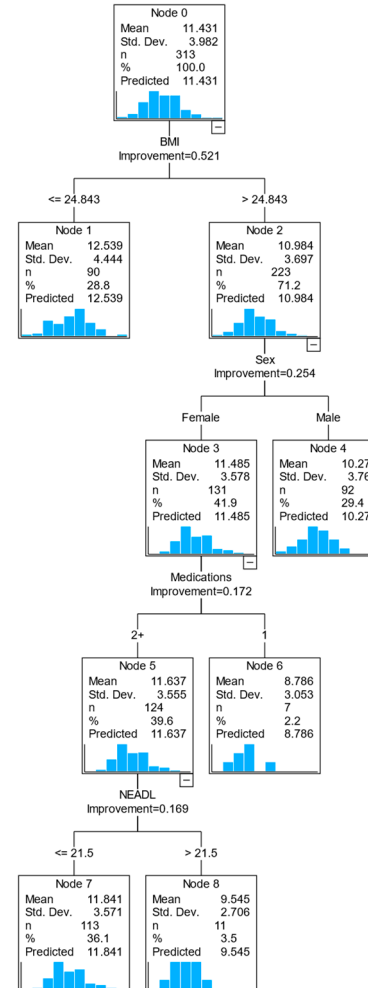 Node 0
Mean 11.431
Std. Dev. 3.982
n 313
% 100.0
Predicted 11.431
BMI
Improvement=0.521
<= 24.843
> 24.843
Node 1
Mean 12.539
Std. Dev. 4.444
n 90
% 28.8
Predicted 12.539
Node 2
Mean 10.984
Std. Dev. 3.697
n 223
% 71.2
Predicted 10.984
Sex
Improvement=0.254
Female
Male
Node 3
Mean 11.485
Std. Dev. 3.578
n 131
% 41.9
Predicted 11.485
Node 4
Mean 10.27
Std. Dev. 3.76
n 92
% 29.4
Predicted 10.27
Medications
Improvement=0.172
2+
1
Node 5
Mean 11.637
Std. Dev. 3.555
n 124
% 39.6
Predicted 11.637
Node 6
Mean 8.786
Std. Dev. 3.053
n 7
% 2.2
Predicted 8.786
NEADL
Improvement=0.169
<= 21.5
> 21.5
Node 7
Mean 11.841
Std. Dev. 3.571
n 113
% 36.1
Predicted 11.841
Node 8
Mean 9.545
Std. Dev. 2.706
n 11
% 3.5
Predicted 9.545